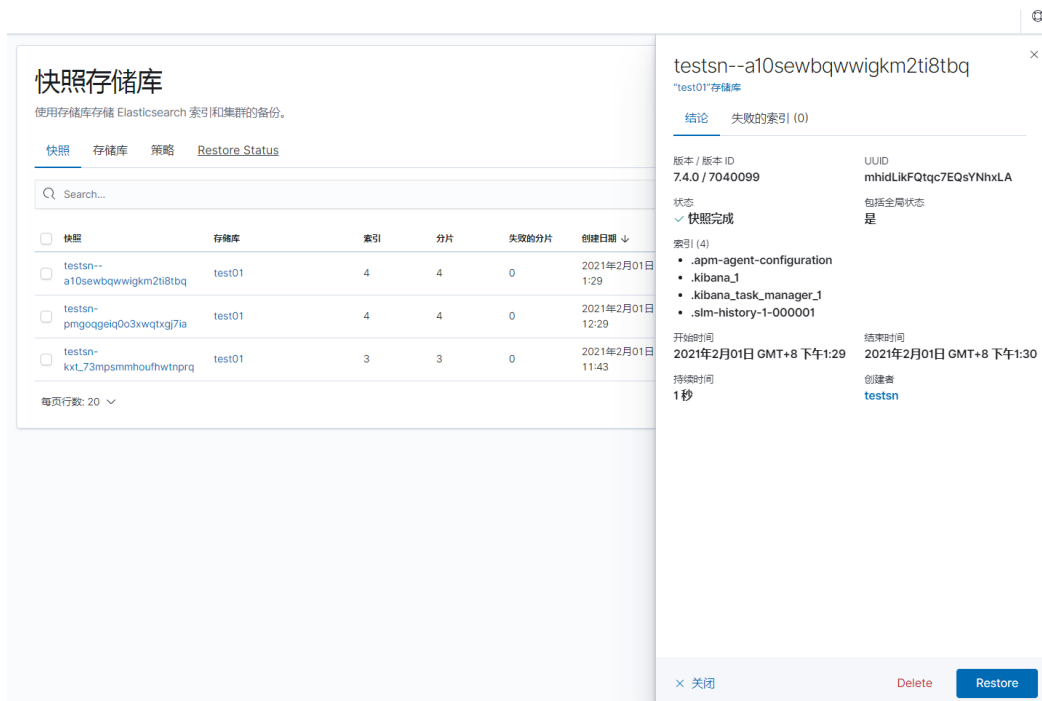 快照存储库
使用存储库存储 Elasticsearch 索引和集群的备份。
快照 存储库 策略 Restore Status
Search...
快照 存储库 索引 分片 失败的分片 创建日期
testsn--
a10sewbqwwigkm2ti8tbq test01 4 4 0 2021年2月01日
1:29
testsn-
pmgoqgeiq0o3xwqtxgj7ia test01 4 4 0 2021年2月01日
12:29
testsn-
kxt_73mpsmmhoufhwtnprq test01 3 3 0 2021年2月01日
11:43
每页行数: 20
testsn--a10sewbqwwigkm2ti8tbq
"test01"存储库
结论 失败的索引 (0)
版本 / 版本 ID UUID
7.4.0 / 7040099 mhidLikFQtqc7EQsYNhxLA
状态 包括全局状态
快照完成 是
索引 (4)
• .apm-agent-configuration
• .kibana_1
• .kibana_task_manager_1
• .slm-history-1-000001
开始时间 结束时间
2021年2月01日 GMT+8 下午1:29 2021年2月01日 GMT+8 下午1:30
持续时间 创建者
1 秒 testsn
关闭 Delete Restore